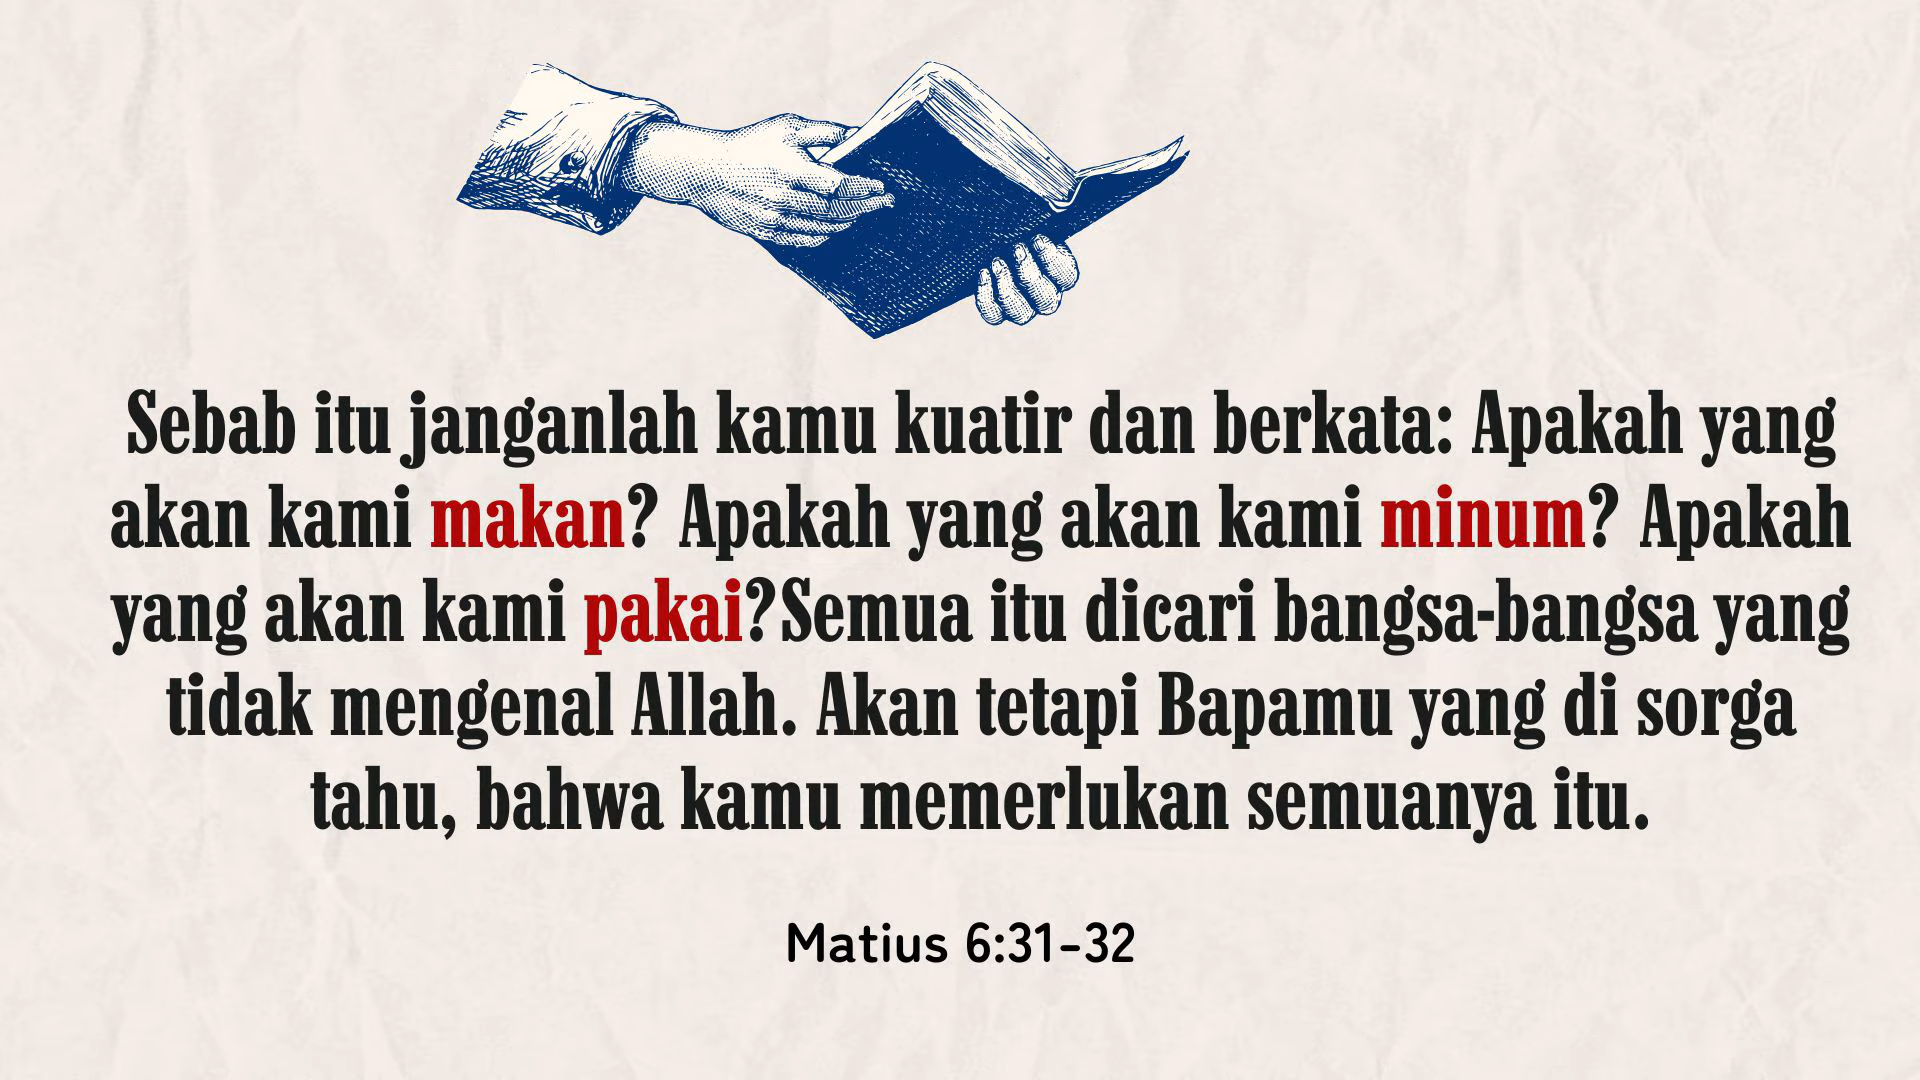 Sebab itu janganlah kamu kuatir dan berkata: Apakah yang
akan kami makan? Apakah yang akan kami minum? Apakah
yang akan kami pakai?Semua itu dicari bangsa-bangsa yang
tidak mengenal Allah. Akan tetapi Bapamu yang di sorga
tahu, bahwa kamu memerlukan semuanya itu.
Matius 6:31-32